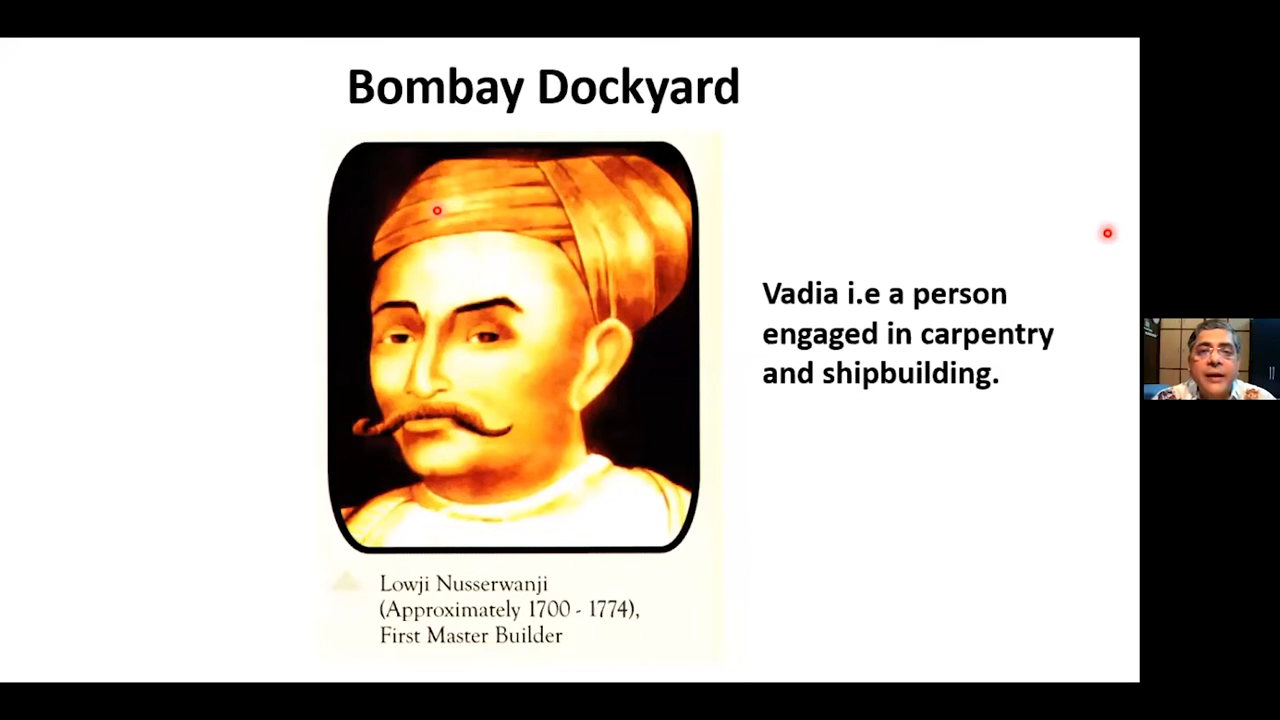 Bombay Dockyard
Vadia i.e a person
engaged in carpentry
and shipbuilding.
Lowji Nusserwanji
(Approximately 1700 - 1774),
First Master Builder